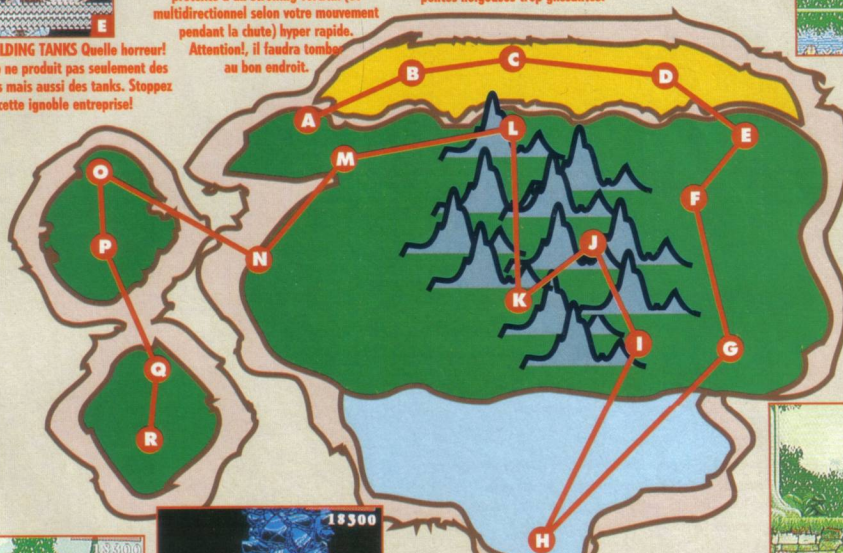 E
multidirectionnel selon votre mouvement
pendant la chute) hyper rapide.
Attention!, il faudra tomber
au bon endroit.
LDING TANKS Quelle horreur!
ne produit pas seulement des
mais aussi des tanks. Stoppez
cette ignoble entreprise!
A
B
C
D
E
F
G
H
I
J
K
L
M
N
O
P
Q
R
18300
18300